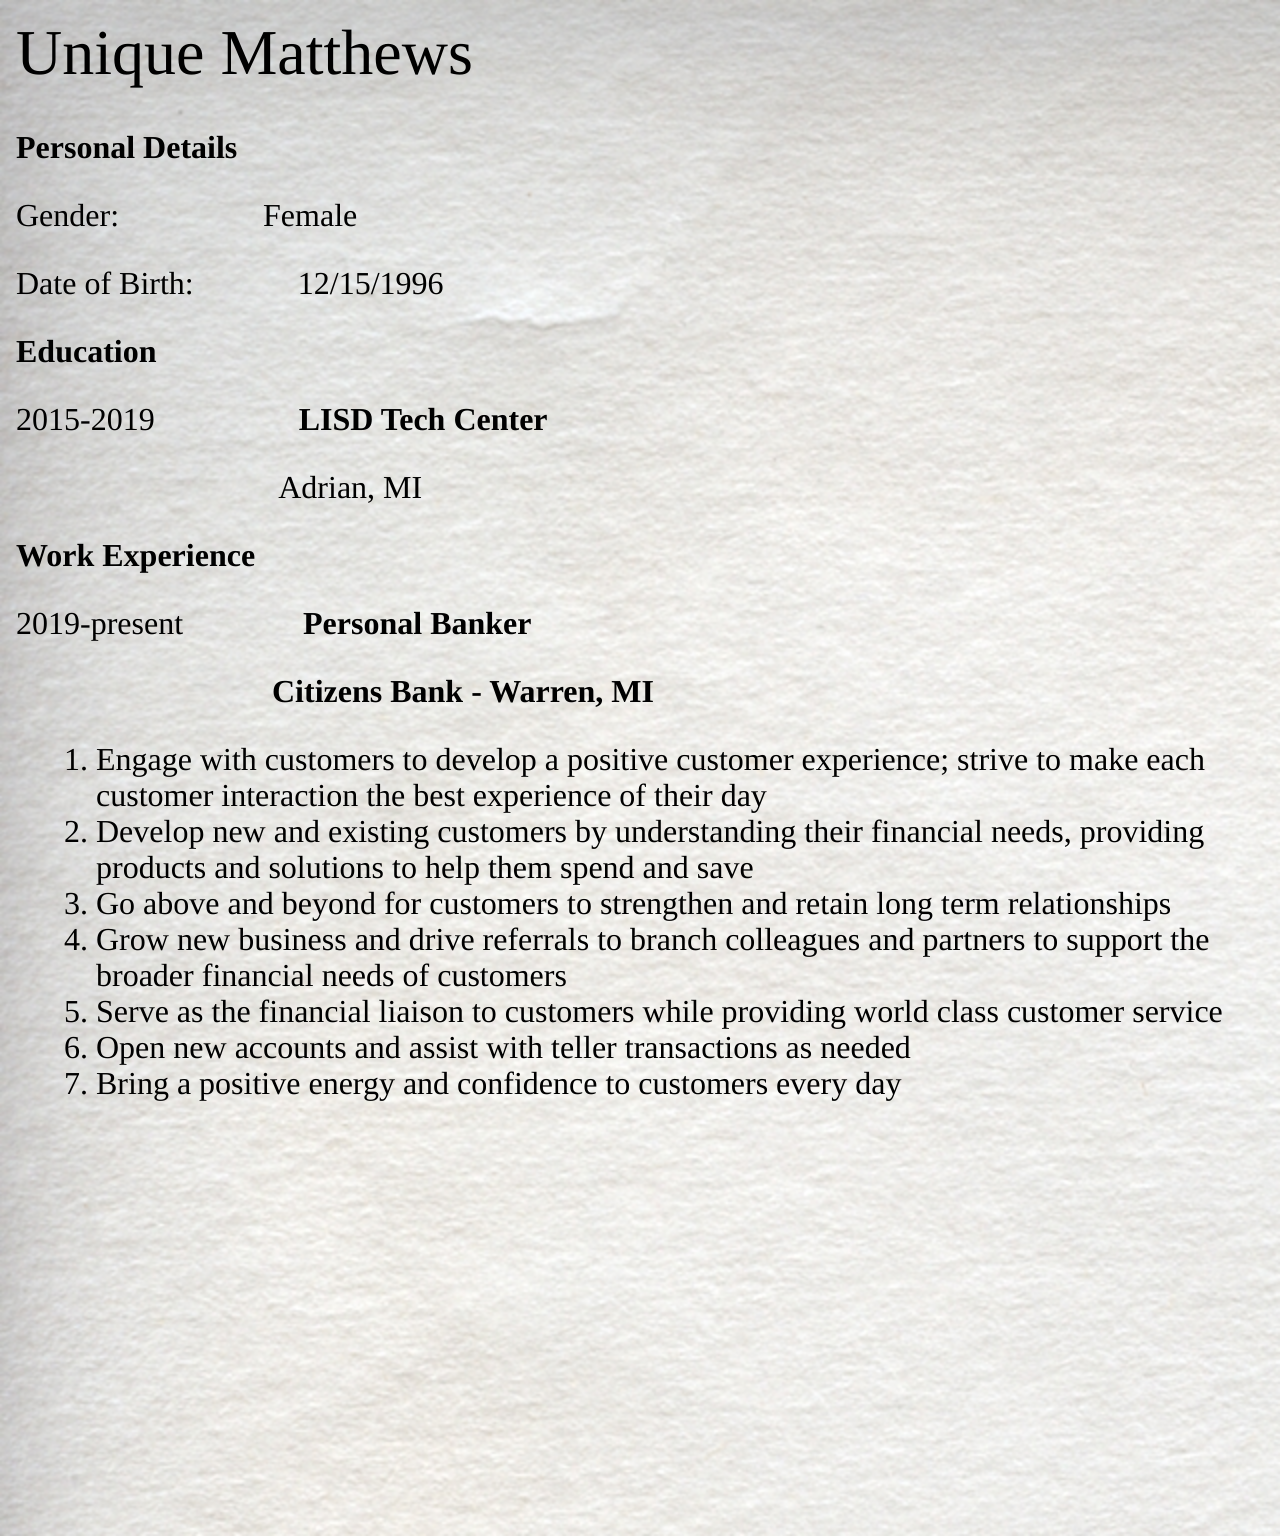 Unique Matthews
Personal Details
Gender: Female
Date of Birth: 12/15/1996
Education
2015-2019 LISD Tech Center
Adrian, MI
Work Experience
2019-present Personal Banker
Citizens Bank - Warren, MI
1. Engage with customers to develop a positive customer experience; strive to make each
customer interaction the best experience of their day
2. Develop new and existing customers by understanding their financial needs, providing
products and solutions to help them spend and save
3. Go above and beyond for customers to strengthen and retain long term relationships
4. Grow new business and drive referrals to branch colleagues and partners to support the
broader financial needs of customers
5. Serve as the financial liaison to customers while providing world class customer service
6. Open new accounts and assist with teller transactions as needed
7. Bring a positive energy and confidence to customers every day